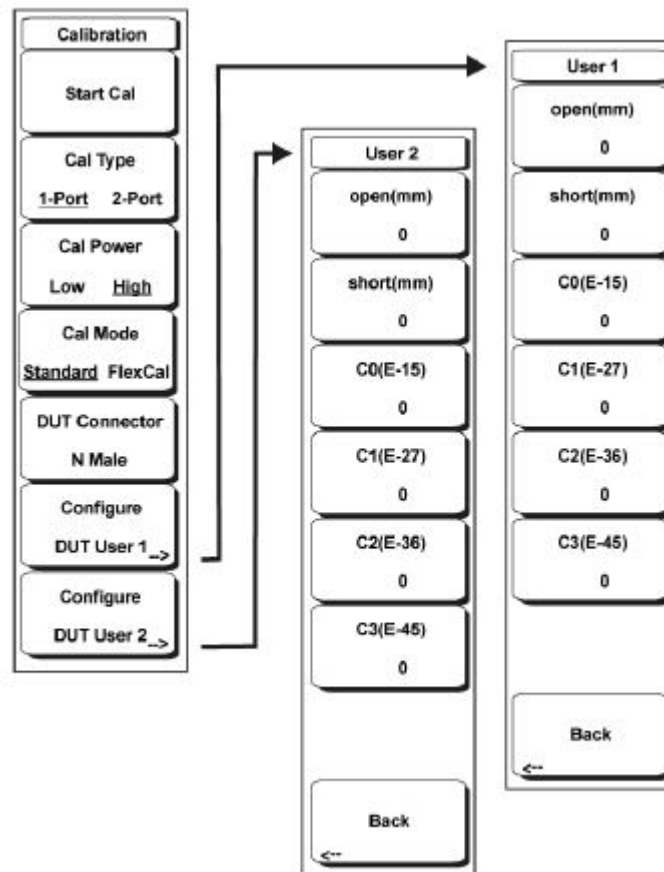 Calibration
Start Cal
Cal Type
1-Port 2-Port
Cal Power
Low High
Cal Mode
Standard FlexCal
DUT Connector
N Male
Configure
DUT User 1 -->
Configure
DUT User 2 -->
User 2
open(mm)
0
short(mm)
0
C0(E-15)
0
C1(E-27)
0
C2(E-36)
0
C3(E-45)
0
Back
<--
User 1
open(mm)
0
short(mm)
0
C0(E-15)
0
C1(E-27)
0
C2(E-36)
0
C3(E-45)
0
Back
<--